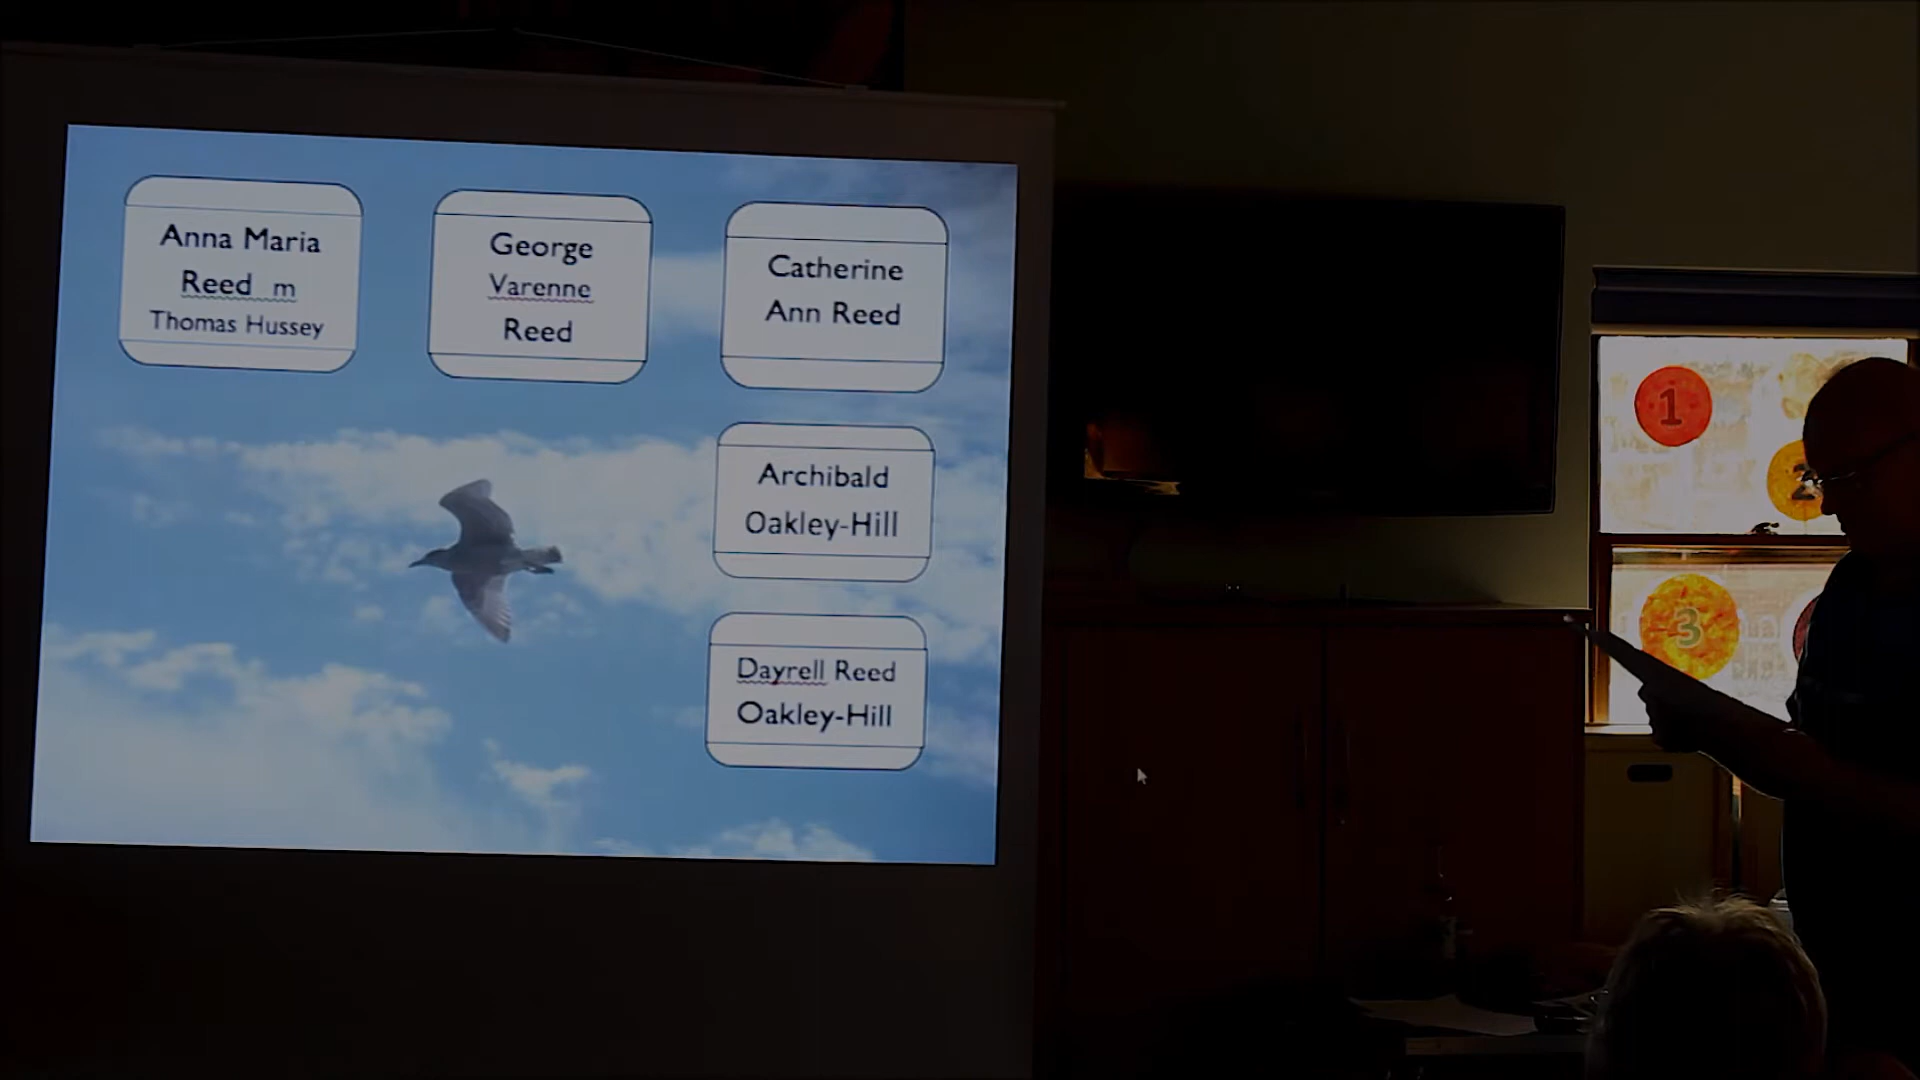 Anna Maria
Reed m
Thomas Hussey
George
Varenne
Reed
Catherine
Ann Reed
Archibald
Oakley-Hill
Dayrell Reed
Oakley-Hill
1
2
3